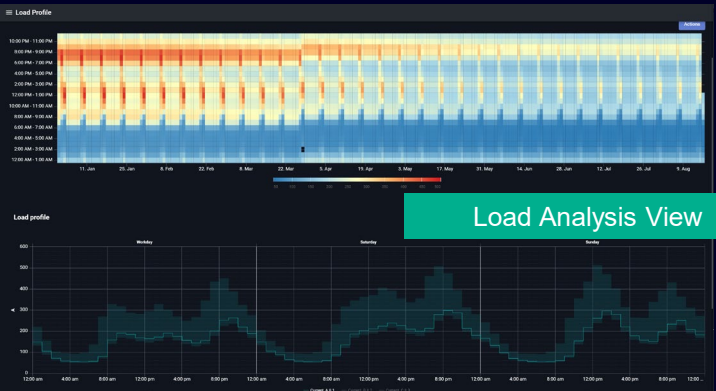 Load Profile
Actions
10:00 PM - 11:00 PM
8:00 PM - 9:00 PM
6:00 PM - 7:00 PM
4:00 PM - 5:00 PM
2:00 PM - 3:00 PM
12:00 PM - 1:00 PM
10:00 AM - 11:00 AM
8:00 AM - 9:00 AM
6:00 AM - 7:00 AM
4:00 AM - 5:00 AM
2:00 AM - 3:00 AM
12:00 AM - 1:00 AM
11. Jan 25. Jan 8. Feb 22. Feb 8. Mar 22. Mar 5. Apr 19. Apr 3. May 17. May 31. May 14. Jun 28. Jun 12. Jul 26. Jul 9. Aug
Load Analysis View
Load profile
Workday Saturday Sunday
600
500
400
300
200
100
0
A
12:00 am 4:00 am 8:00 am 12:00 pm 4:00 pm 8:00 pm 12:00 am 4:00 am 8:00 am 12:00 pm 4:00 pm 8:00 pm 12:00 am 4:00 am 8:00 am 12:00 pm 4:00 pm 8:00 pm 12:00...